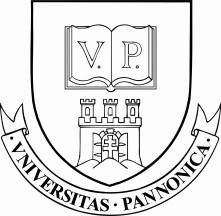 V. P.
· VNIVERSITAS · PANNONICA ·